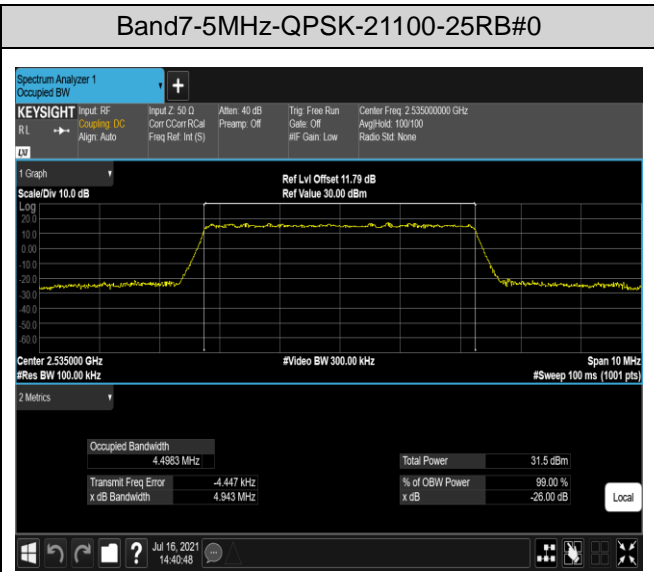 Band7-5MHz-QPSK-21100-25RB#0
Spectrum Analyzer 1
Occupied BW
+
KEYSIGHT Input: RF Input Z: 50 Ω Atten: 40 dB Trig: Free Run Center Freq: 2.535000000 GHz
RL Coupling: DC Corr CCorr RCal Preamp: Off Gate: Off Avg|Hold: 100/100
Align: Auto Freq Ref: Int (S) #IF Gain: Low Radio Std: None
LXI
1 Graph Ref Lvl Offset 11.79 dB
Scale/Div 10.0 dB Ref Value 30.00 dBm
Log
20.0
10.0
0.00
-10.0
-20.0
-30.0
-40.0
-50.0
-60.0
Center 2.535000 GHz #Video BW 300.00 kHz Span 10 MHz
#Res BW 100.00 kHz #Sweep 100 ms (1001 pts)
2 Metrics
Occupied Bandwidth
4.4983 MHz Total Power 31.5 dBm
Transmit Freq Error -4.447 kHz % of OBW Power 99.00 %
x dB Bandwidth 4.943 MHz x dB -26.00 dB
Local
? Jul 16, 2021
14:40:48